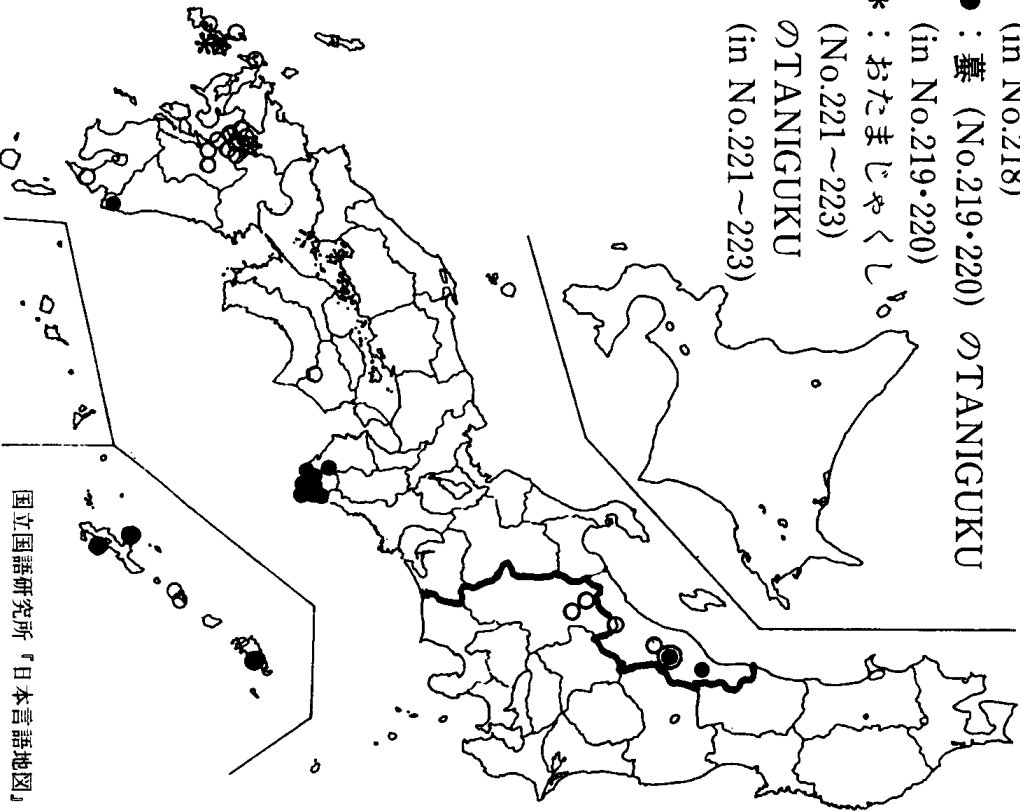 (in No.218)
● : 蟇 (No.219・220) のTANIGUKU
(in No.219・220)
* : おたまじゃくし
(No.221～223)
のTANIGUKU
(in No.221～223)
国立国語研究所『日本言語地図』